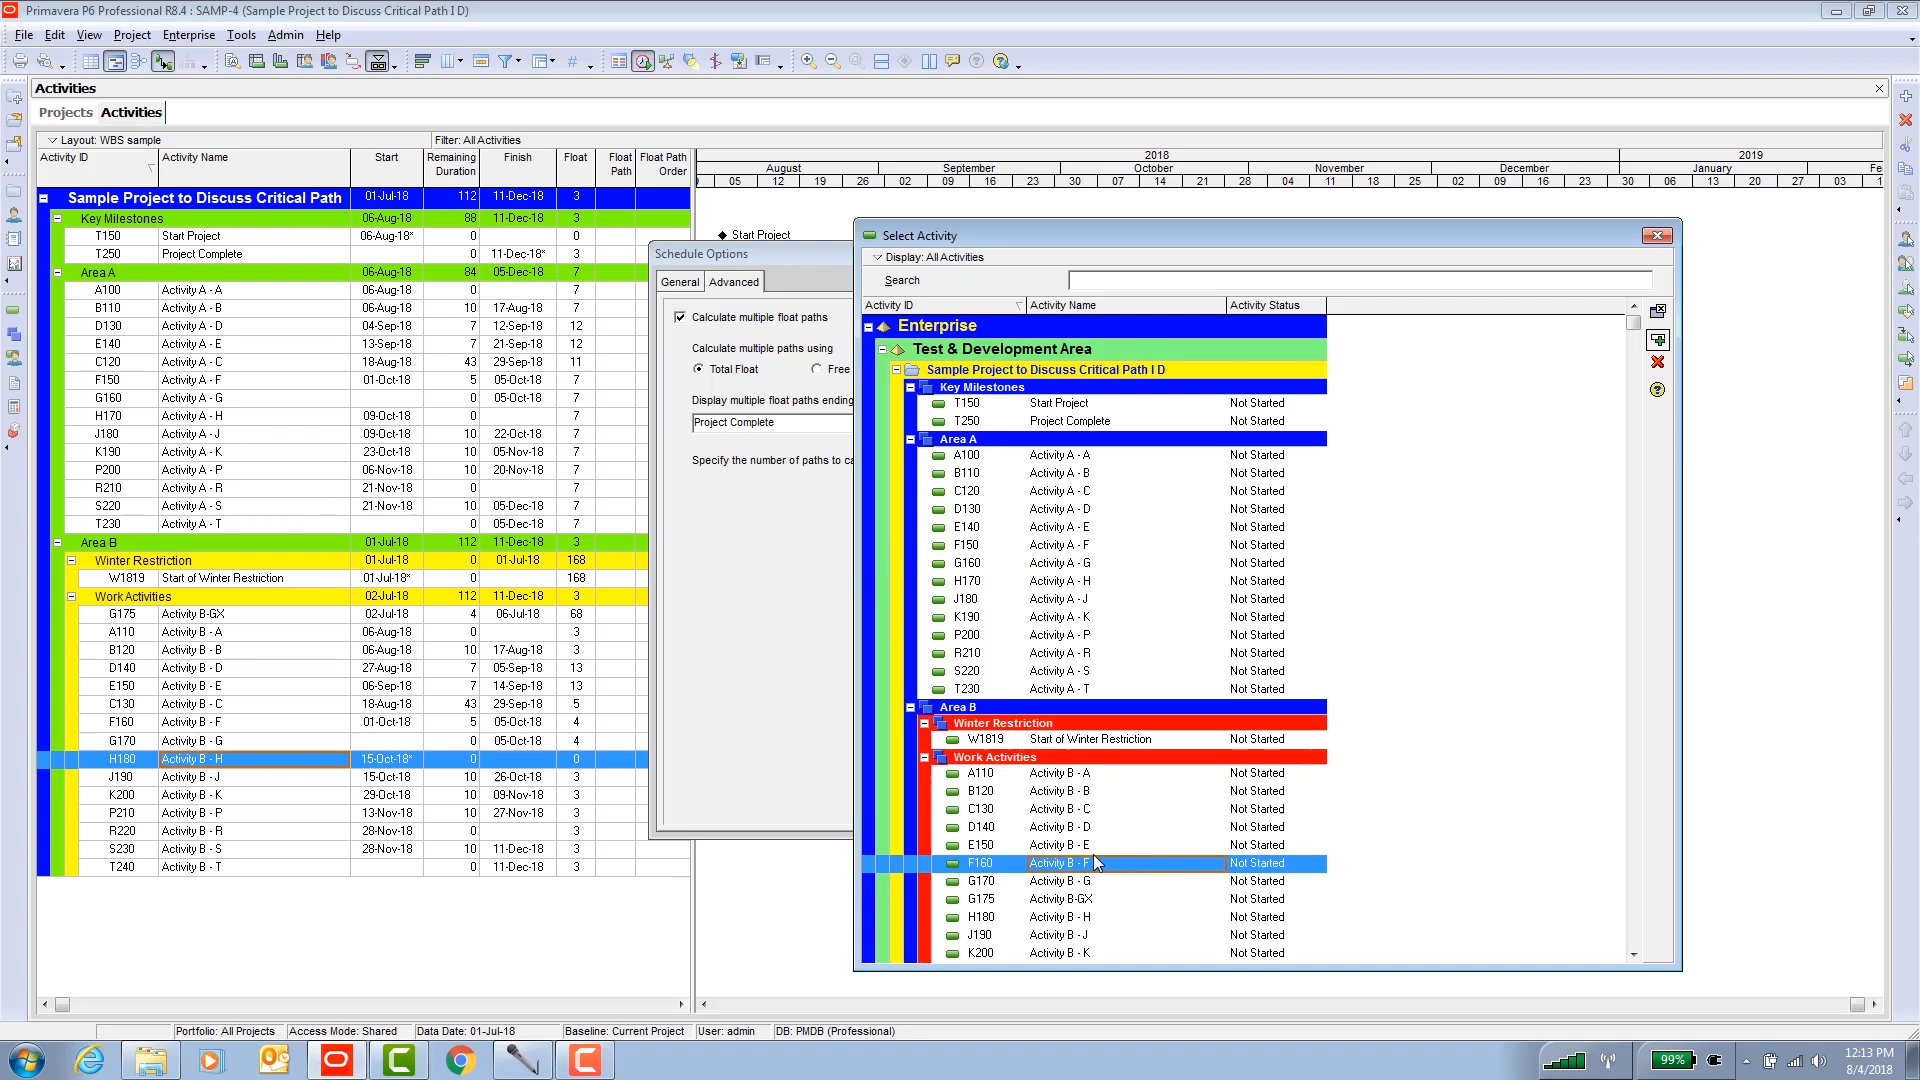 Primavera P6 Professional R8.4 : SAMP-4 (Sample Project to Discuss Critical Path I D)
File Edit View Project Enterprise Tools Admin Help
Activities
Projects Activities
Layout: WBS sample Filter: All Activities
Activity ID Activity Name Start Remaining Duration Finish Float Float Path Float Path Order
2018 2019
August September October November December January Fe
05 12 19 26 02 09 16 23 30 07 14 21 28 04 11 18 25 02 09 16 23 30 06 13 20 27 03 1
Sample Project to Discuss Critical Path 01-Jul-18 112 11-Dec-18 3
Key Milestones 06-Aug-18 88 11-Dec-18 3
T150 Start Project 06-Aug-18* 0 0
T250 Project Complete 0 11-Dec-18* 3
Area A 06-Aug-18 84 05-Dec-18 7
A100 Activity A - A 06-Aug-18 0 7
B110 Activity A - B 06-Aug-18 10 17-Aug-18 7
D130 Activity A - D 04-Sep-18 7 12-Sep-18 12
E140 Activity A - E 13-Sep-18 7 21-Sep-18 12
C120 Activity A - C 18-Aug-18 43 29-Sep-18 11
F150 Activity A - F 01-Oct-18 5 05-Oct-18 7
G160 Activity A - G 0 05-Oct-18 7
H170 Activity A - H 09-Oct-18 0 7
J180 Activity A - J 09-Oct-18 10 22-Oct-18 7
K190 Activity A - K 23-Oct-18 10 05-Nov-18 7
P200 Activity A - P 06-Nov-18 10 20-Nov-18 7
R210 Activity A - R 21-Nov-18 0 7
S220 Activity A - S 21-Nov-18 10 05-Dec-18 7
T230 Activity A - T 0 05-Dec-18 7
Area B 01-Jul-18 112 11-Dec-18 3
Winter Restriction 01-Jul-18 0 01-Jul-18 168
W1819 Start of Winter Restriction 01-Jul-18* 0 168
Work Activities 02-Jul-18 112 11-Dec-18 3
G175 Activity B-GX 02-Jul-18 4 06-Jul-18 68
A110 Activity B - A 06-Aug-18 0 3
B120 Activity B - B 06-Aug-18 10 17-Aug-18 3
D140 Activity B - D 27-Aug-18 7 05-Sep-18 13
E150 Activity B - E 06-Sep-18 7 14-Sep-18 13
C130 Activity B - C 18-Aug-18 43 29-Sep-18 5
F160 Activity B - F 01-Oct-18 5 05-Oct-18 4
G170 Activity B - G 0 05-Oct-18 4
H180 Activity B - H 15-Oct-18* 0 0
J190 Activity B - J 15-Oct-18 10 26-Oct-18 3
K200 Activity B - K 29-Oct-18 10 09-Nov-18 3
P210 Activity B - P 13-Nov-18 10 27-Nov-18 3
R220 Activity B - R 28-Nov-18 0 3
S230 Activity B - S 28-Nov-18 10 11-Dec-18 3
T240 Activity B - T 0 11-Dec-18 3
Start Project
Schedule Options
General Advanced
Calculate multiple float paths
Calculate multiple paths using
Total Float Free
Display multiple float paths ending
Project Complete
Specify the number of paths to ca
Select Activity
Display: All Activities
Search
Activity ID Activity Name Activity Status
Enterprise
Test & Development Area
Sample Project to Discuss Critical Path I D
Key Milestones
T150 Start Project Not Started
T250 Project Complete Not Started
Area A
A100 Activity A - A Not Started
B110 Activity A - B Not Started
C120 Activity A - C Not Started
D130 Activity A - D Not Started
E140 Activity A - E Not Started
F150 Activity A - F Not Started
G160 Activity A - G Not Started
H170 Activity A - H Not Started
J180 Activity A - J Not Started
K190 Activity A - K Not Started
P200 Activity A - P Not Started
R210 Activity A - R Not Started
S220 Activity A - S Not Started
T230 Activity A - T Not Started
Area B
Winter Restriction
W1819 Start of Winter Restriction Not Started
Work Activities
A110 Activity B - A Not Started
B120 Activity B - B Not Started
C130 Activity B - C Not Started
D140 Activity B - D Not Started
E150 Activity B - E Not Started
F160 Activity B - F Not Started
G170 Activity B - G Not Started
G175 Activity B-GX Not Started
H180 Activity B - H Not Started
J190 Activity B - J Not Started
K200 Activity B - K Not Started
Portfolio: All Projects Access Mode: Shared Data Date: 01-Jul-18 Baseline: Current Project User: admin DB: PMDB (Professional)
99%
12:13 PM
8/4/2018